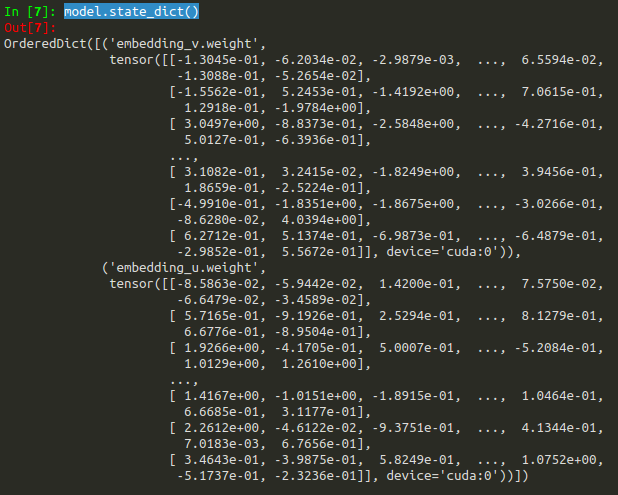 In [7]: model.state_dict()
Out[7]:
OrderedDict([('embedding_v.weight',
              tensor([[-1.3045e-01, -6.2034e-02, -2.9879e-03,  ...,  6.5594e-02,
                       -1.3088e-01, -5.2654e-02],
                      [-1.5562e-01,  5.2453e-01, -1.4192e+00,  ...,  7.0615e-01,
                        1.2918e-01, -1.9784e+00],
                      [ 3.0497e+00, -8.8373e-01, -2.5848e+00,  ..., -4.2716e-01,
                        5.0127e-01, -6.3936e-01],
                      ...,
                      [ 3.1082e-01,  3.2415e-02, -1.8249e+00,  ...,  3.9456e-01,
                        1.8659e-01, -2.5224e-01],
                      [-4.9910e-01, -1.8351e+00, -1.8675e+00,  ..., -3.0266e-01,
                       -8.6280e-02,  4.0394e+00],
                      [ 6.2712e-01,  5.1374e-01, -6.9873e-01,  ..., -6.4879e-01,
                       -2.9852e-01,  5.5672e-01]], device='cuda:0')),
             ('embedding_u.weight',
              tensor([[-8.5863e-02, -5.9442e-02,  1.4200e-01,  ...,  7.5750e-02,
                       -6.6479e-02, -3.4589e-02],
                      [ 5.7165e-01, -9.1926e-01,  2.5294e-01,  ...,  8.1279e-01,
                        6.6776e-01, -8.9504e-01],
                      [ 1.9266e+00, -4.1705e-01,  5.0007e-01,  ..., -5.2084e-01,
                        1.0129e+00,  1.2610e+00],
                      ...,
                      [ 1.4167e+00, -1.0151e+00, -1.8915e-01,  ...,  1.0464e-01,
                        6.6685e-01,  3.1177e-01],
                      [ 2.2612e+00, -4.6122e-02, -9.3751e-01,  ...,  4.1344e-01,
                        7.0183e-03,  6.7656e-01],
                      [ 3.4643e-01, -3.9875e-01,  5.8249e-01,  ...,  1.0752e+00,
                       -5.1737e-01, -2.3236e-01]], device='cuda:0'))])